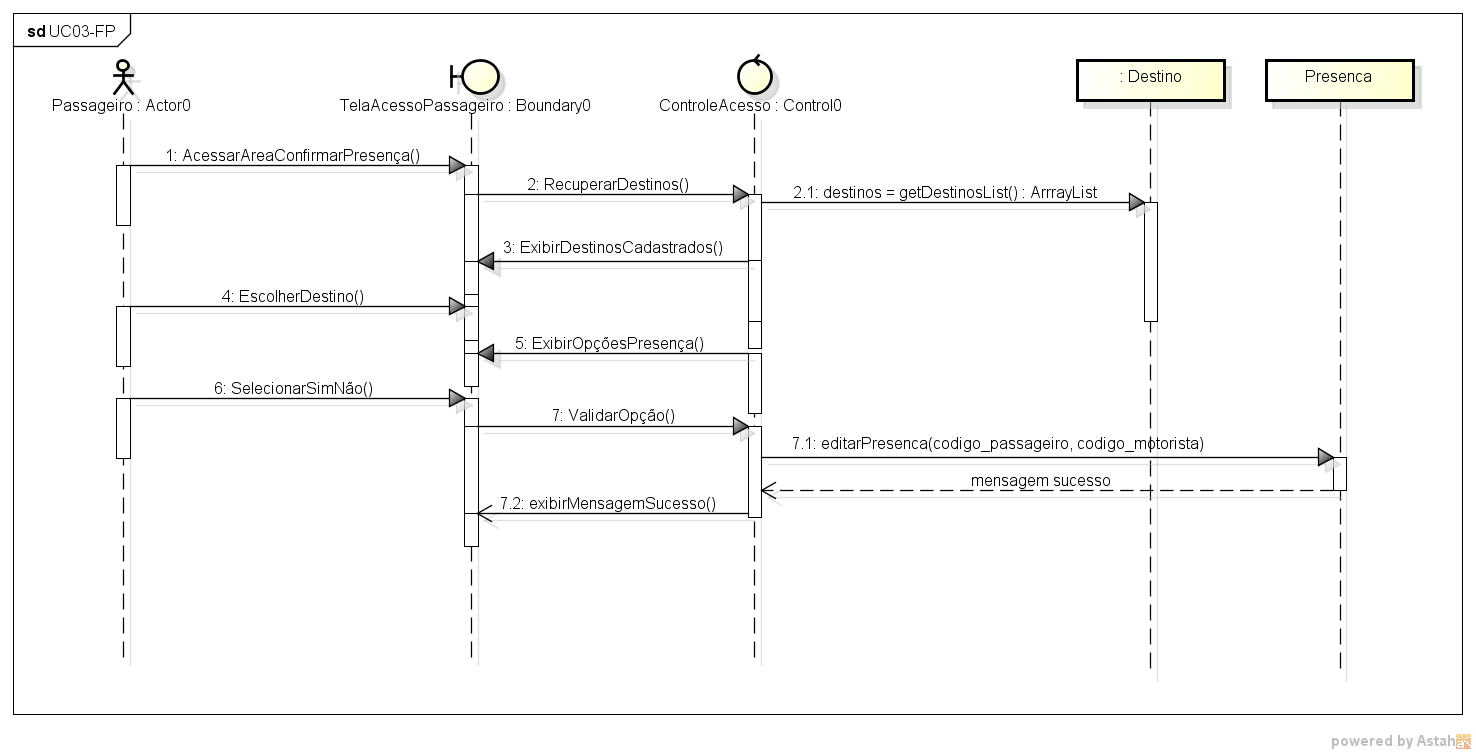 sd UC03-FP
Passageiro : Actor0
TelaAcessoPassageiro : Boundary0
ControleAcesso : Control0
: Destino
Presenca
1: AcessarAreaConfirmarPresença()
2: RecuperarDestinos()
2.1: destinos = getDestinosList() : ArrrayList
3: ExibirDestinosCadastrados()
4: EscolherDestino()
5: ExibirOpçõesPresença()
6: SelecionarSimNão()
7: ValidarOpção()
7.1: editarPresenca(codigo_passageiro, codigo_motorista)
mensagem sucesso
7.2: exibirMensagemSucesso()
powered by Astah